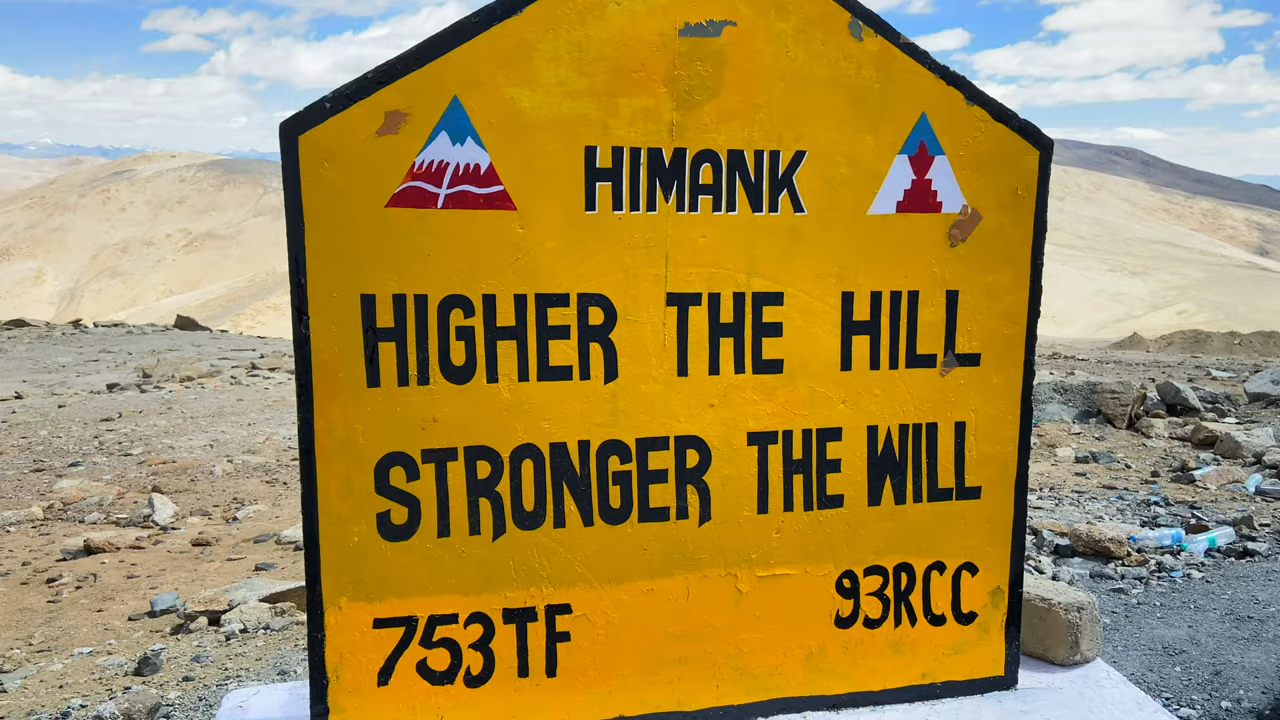 HIMANK
HIGHER THE HILL
STRONGER THE WILL
753TF
93RCC